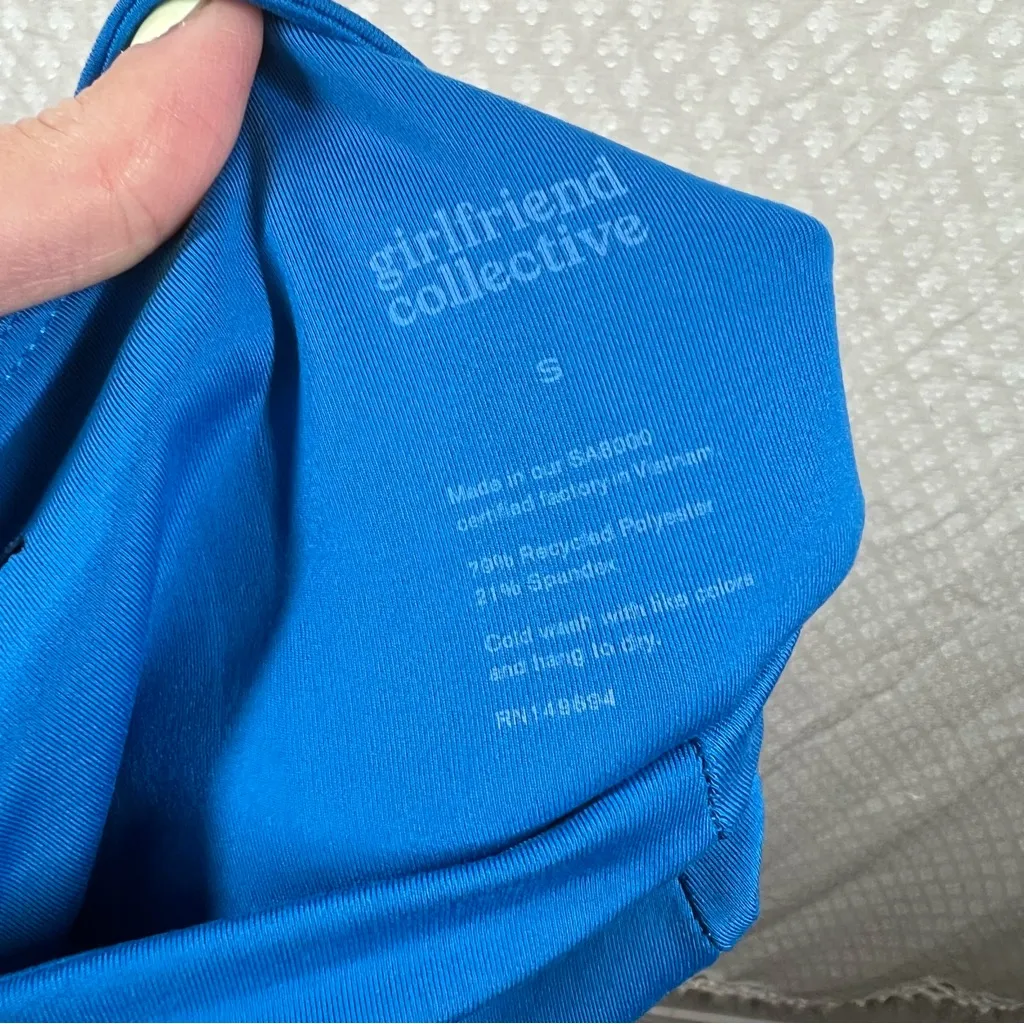 girlfriend
collective
S
Made in our SA8000
certified factory in Vietnam
79% Recycled Polyester
21% Spandex
Cold wash with like colors
and hang to dry.
RN149694